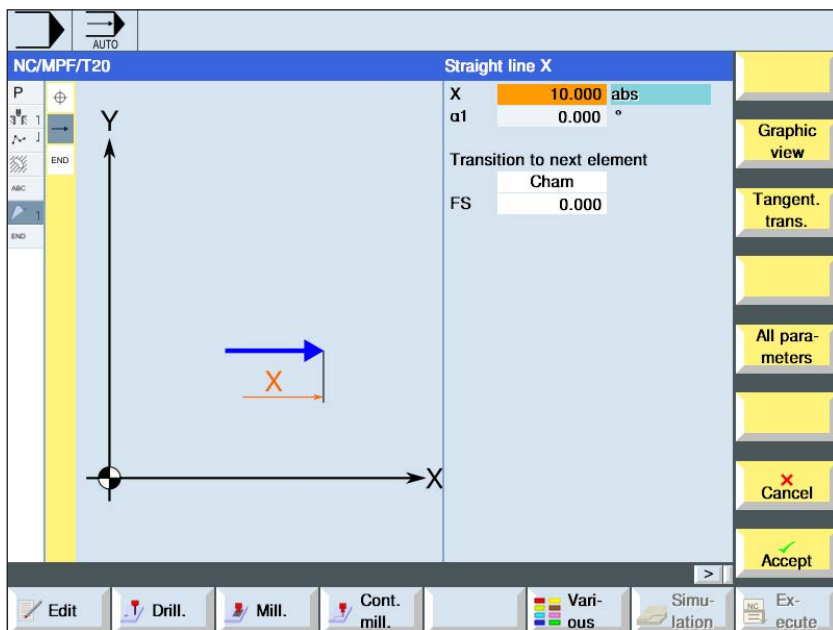 AUTO
NC/MPF/T20
Straight line X
P
1
ABC
1
END
END
Y
X
X
X 10.000 abs
α1 0.000 °
Transition to next element
Cham
FS 0.000
Graphic
view
Tangent.
trans.
All para-
meters
Cancel
Accept
>
Edit
Drill.
Mill.
Cont.
mill.
Vari-
ous
Simu-
lation
NC
Ex-
ecute